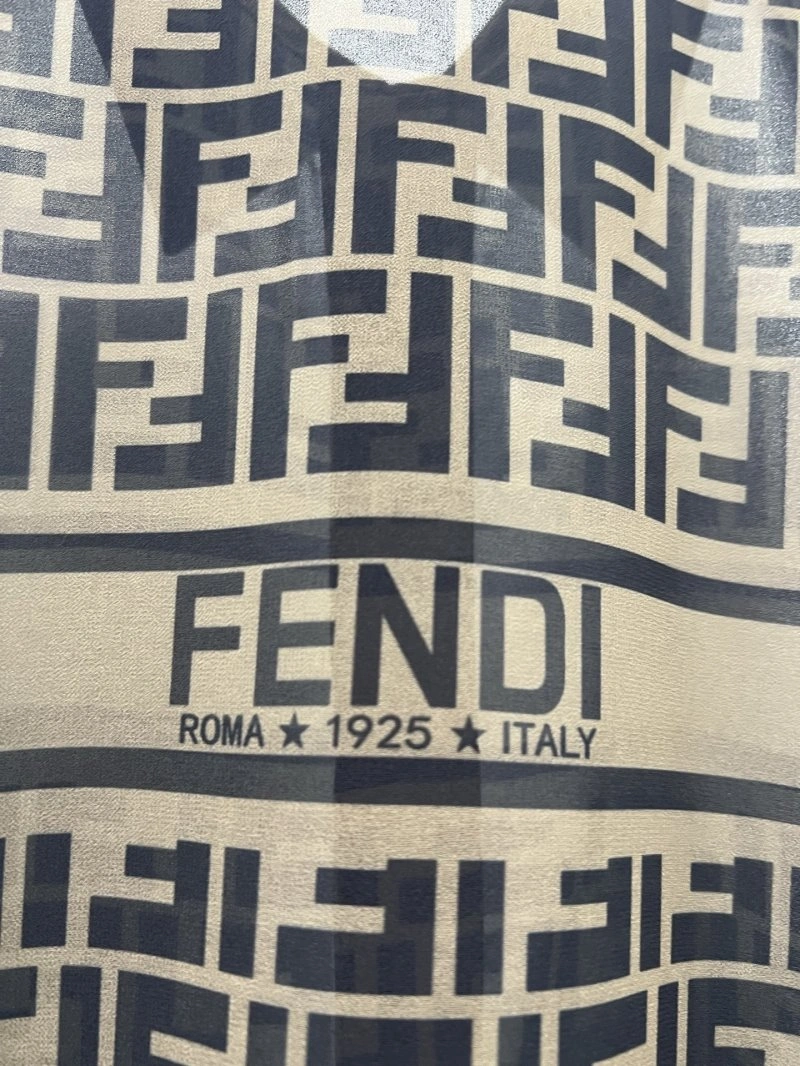 FENDI
ROMA ★ 1925 ★ ITALY